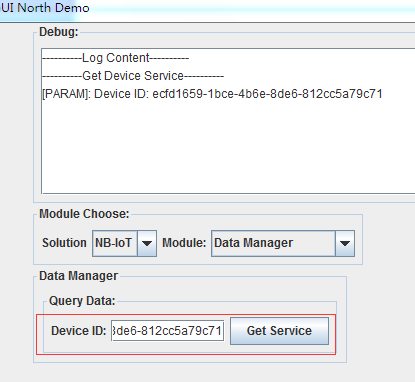 UI North Demo
Debug:
----------Log Content----------
----------Get Device Service----------
[PARAM]: Device ID: ecfd1659-1bce-4b6e-8de6-812cc5a79c71
Module Choose:
Solution NB-IoT Module: Data Manager
Data Manager
Query Data:
Device ID: 3de6-812cc5a79c71 Get Service